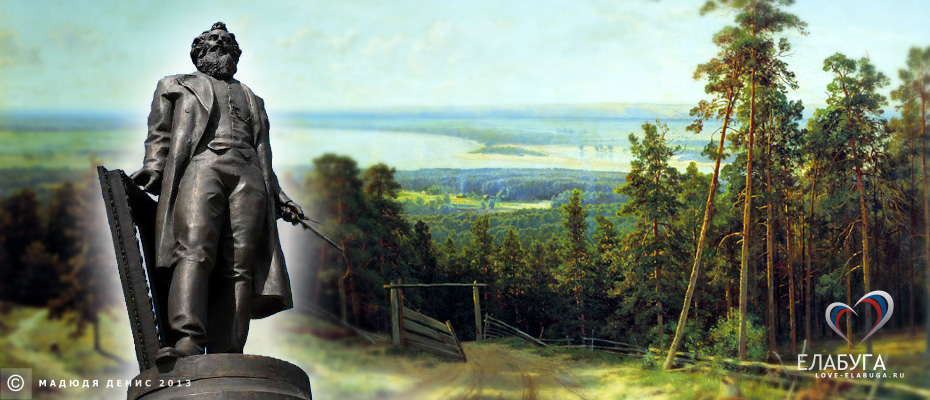 © МАДЮДЯ ДЕНИС 2013
ЕЛАБУГА
LOVE-ELABUGA.RU